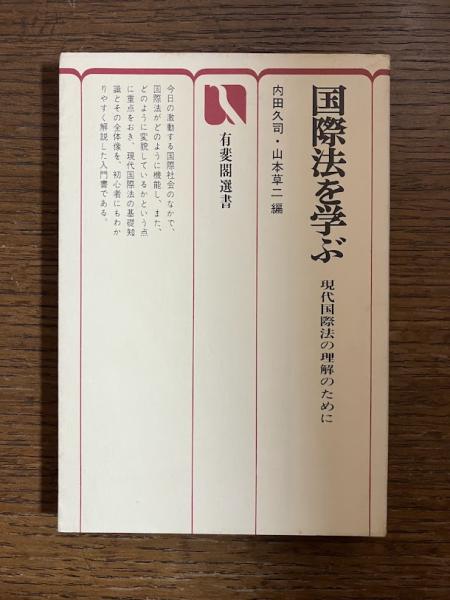 国際法を学ぶ
現代国際法の理解のために
内田久司・山本草二 編
有斐閣選書
今日の激動する国際社会のなかで、
国際法がどのように機能し、また、
どのように変貌しているかという点
に重点をおき、現代国際法の基礎知
識とその全体像を、初心者にもわか
りやすく解説した入門書である。